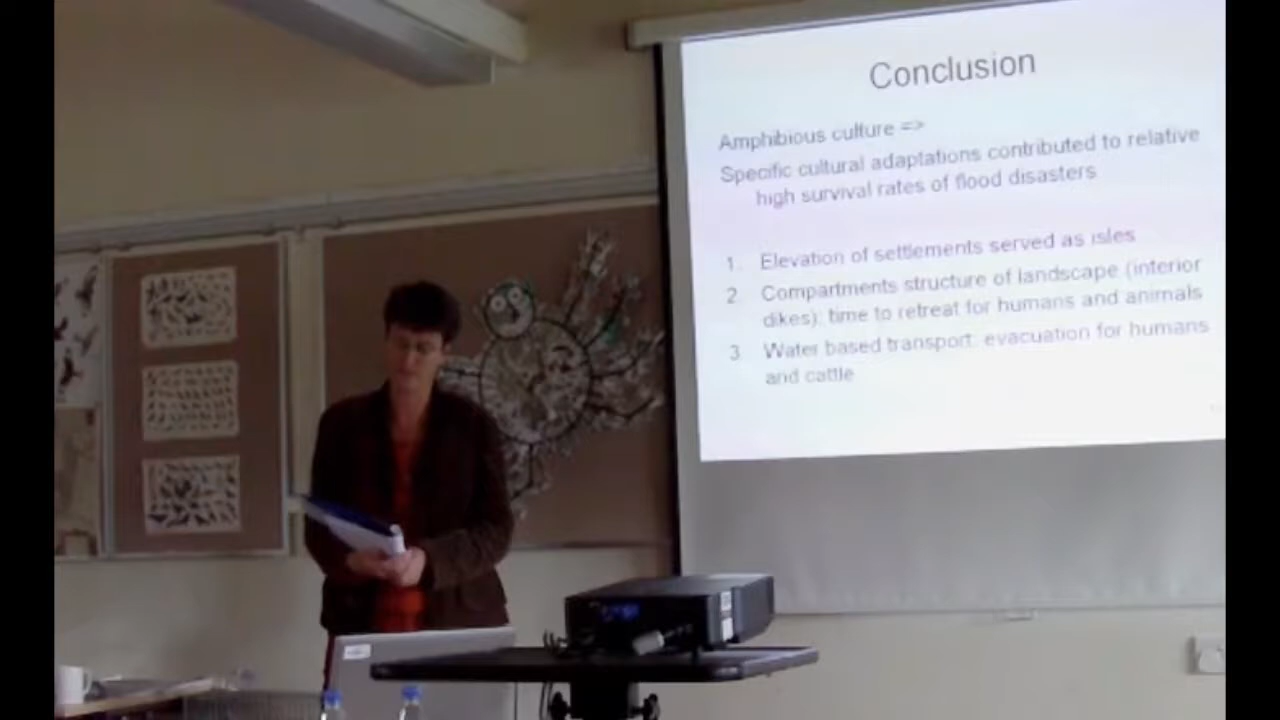 Conclusion
Amphibious culture =>
Specific cultural adaptations contributed to relative
high survival rates of flood disasters
1. Elevation of settlements served as isles
2. Compartments structure of landscape (interior
dikes): time to retreat for humans and animals
3. Water based transport: evacuation for humans
and cattle